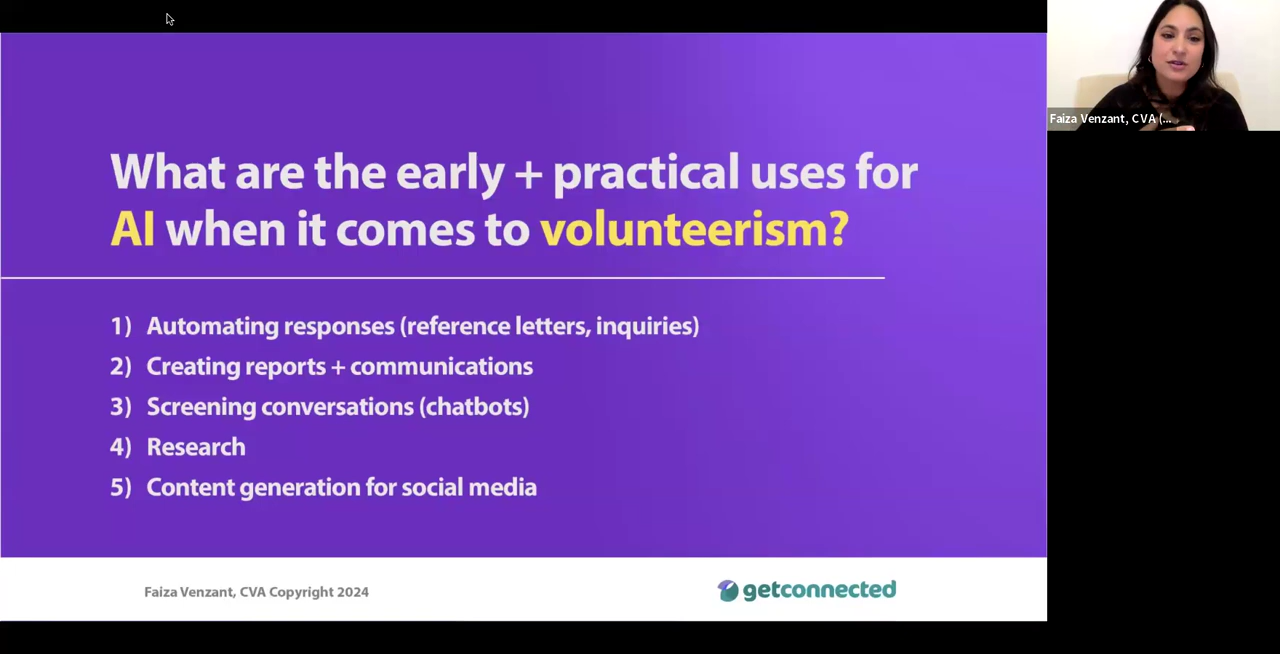 What are the early + practical uses for
AI when it comes to volunteerism?
1) Automating responses (reference letters, inquiries)
2) Creating reports + communications
3) Screening conversations (chatbots)
4) Research
5) Content generation for social media
Faiza Venzant, CVA Copyright 2024
getconnected
Faiza Venzant, CVA (...